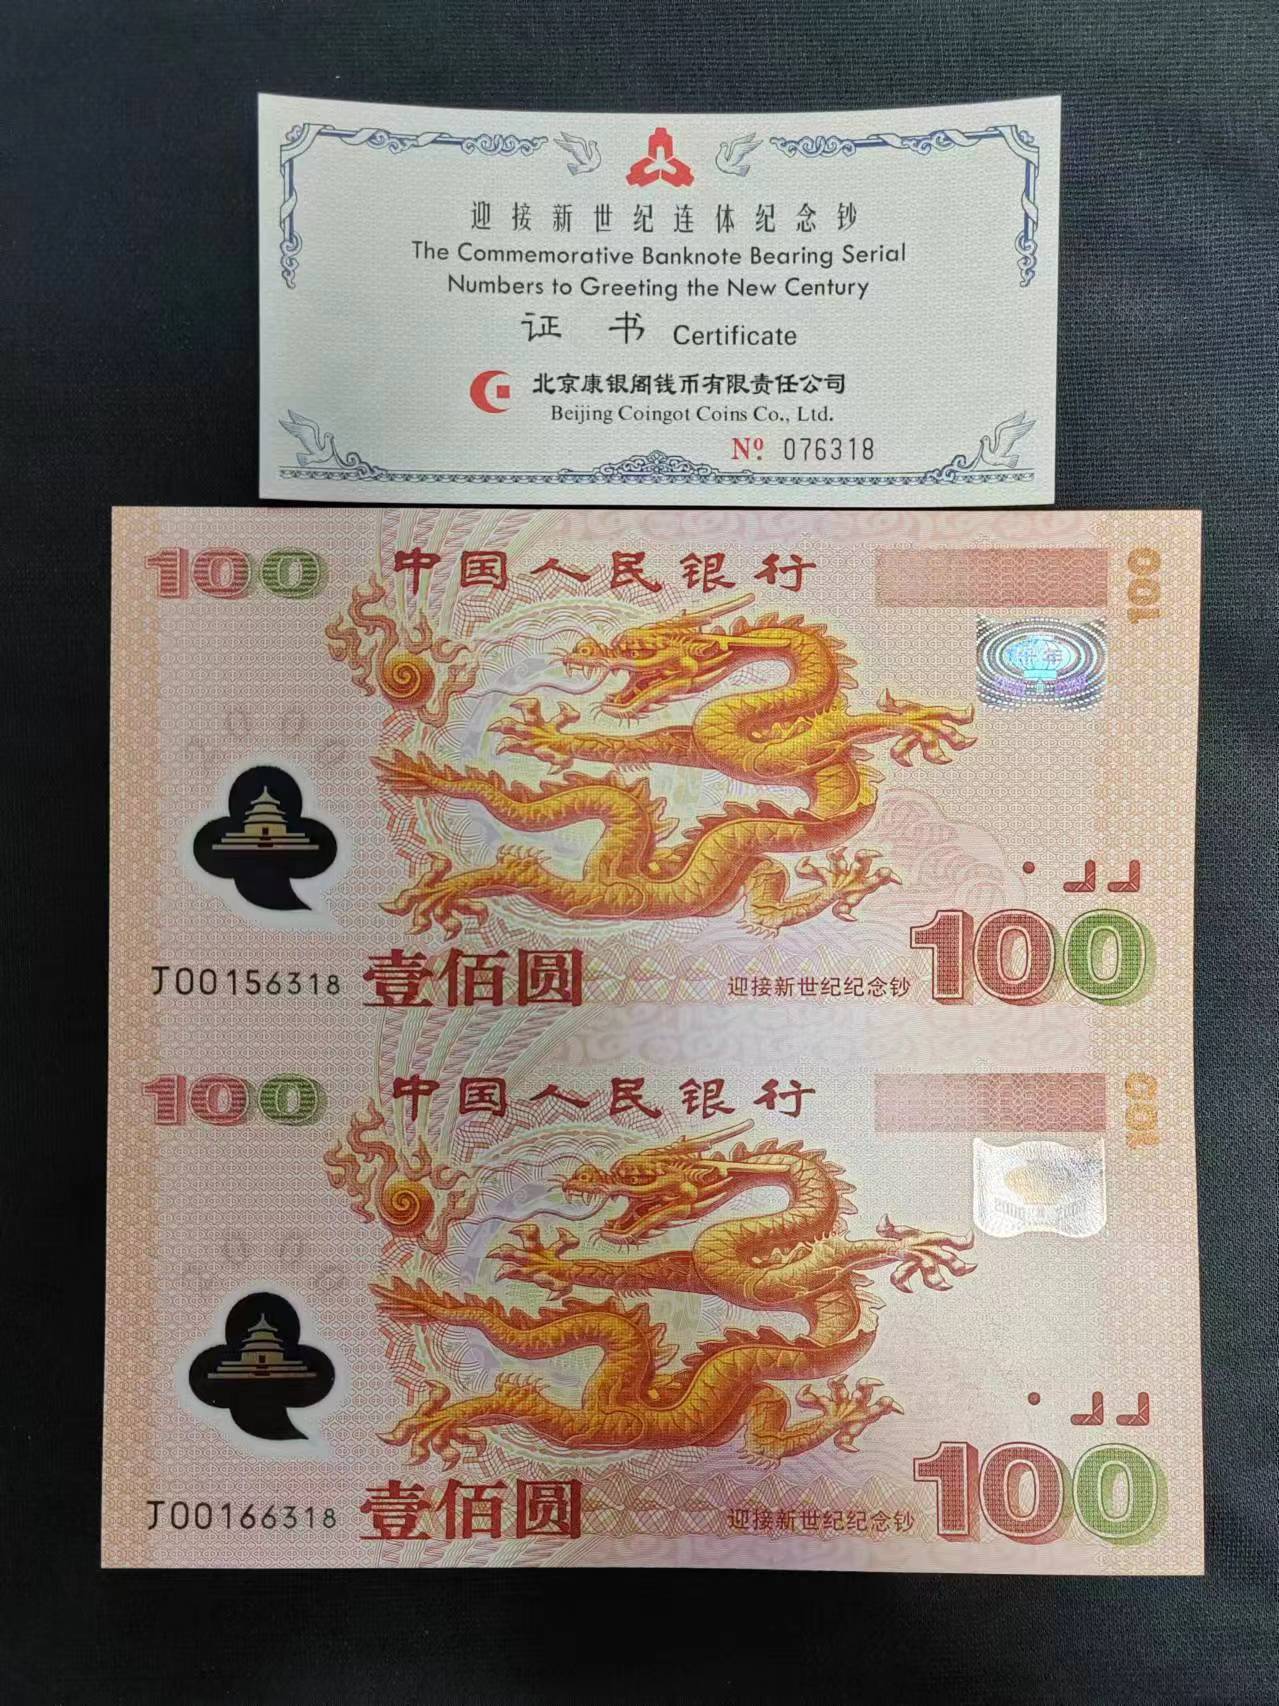 迎接新世纪连体纪念钞
The Commemorative Banknote Bearing Serial
Numbers to Greeting the New Century
证 书 Certificate
北京康银阁钱币有限责任公司
Beijing Coingot Coins Co., Ltd.
Nº. 076318
100 中国人民银行 100
J00156318 壹佰圆 迎接新世纪纪念钞 100
100 中国人民银行 100
J00166318 壹佰圆 迎接新世纪纪念钞 100